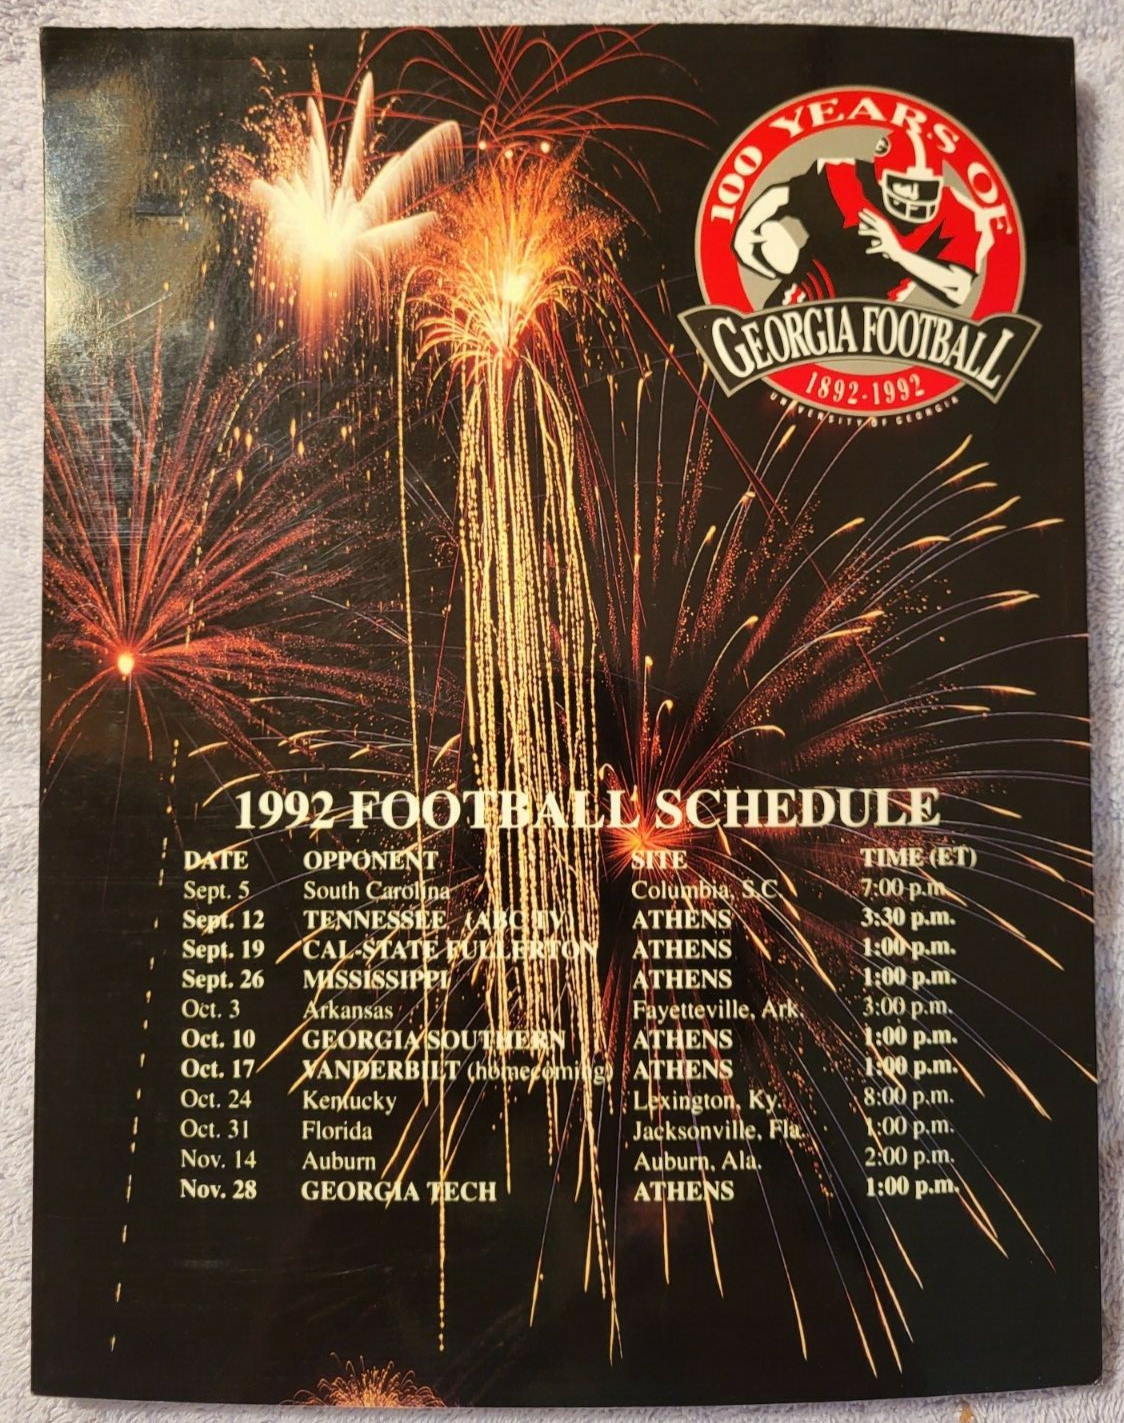 100 YEARS OF
GEORGIA FOOTBALL
1892-1992
UNIVERSITY OF GEORGIA
1992 FOOTBALL SCHEDULE
DATE OPPONENT SITE TIME (ET)
Sept. 5 South Carolina Columbia, S.C. 7:00 p.m.
Sept. 12 TENNESSEE (ABC TV) ATHENS 3:30 p.m.
Sept. 19 CAL-STATE FULLERTON ATHENS 1:00 p.m.
Sept. 26 MISSISSIPPI ATHENS 1:00 p.m.
Oct. 3 Arkansas Fayetteville, Ark. 3:00 p.m.
Oct. 10 GEORGIA SOUTHERN ATHENS 1:00 p.m.
Oct. 17 VANDERBILT (homecoming) ATHENS 1:00 p.m.
Oct. 24 Kentucky Lexington, Ky. 8:00 p.m.
Oct. 31 Florida Jacksonville, Fla. 1:00 p.m.
Nov. 14 Auburn Auburn, Ala. 2:00 p.m.
Nov. 28 GEORGIA TECH ATHENS 1:00 p.m.